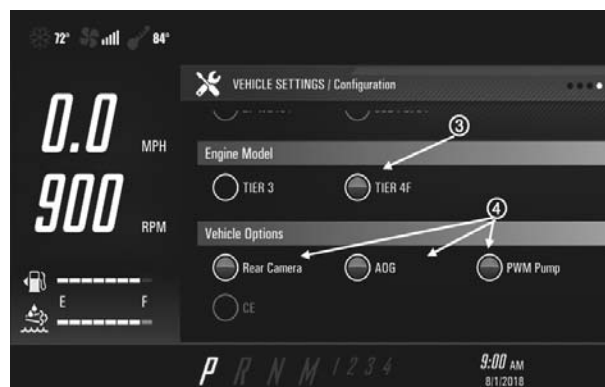 72° 84°
VEHICLE SETTINGS / Configuration
3
0.0 MPH
Engine Model
TIER 3 TIER 4F
4
900 RPM
Vehicle Options
Rear Camera AOG PWM Pump
E F
CE
P R N M 1 2 3 4
9:00 AM
8/1/2018